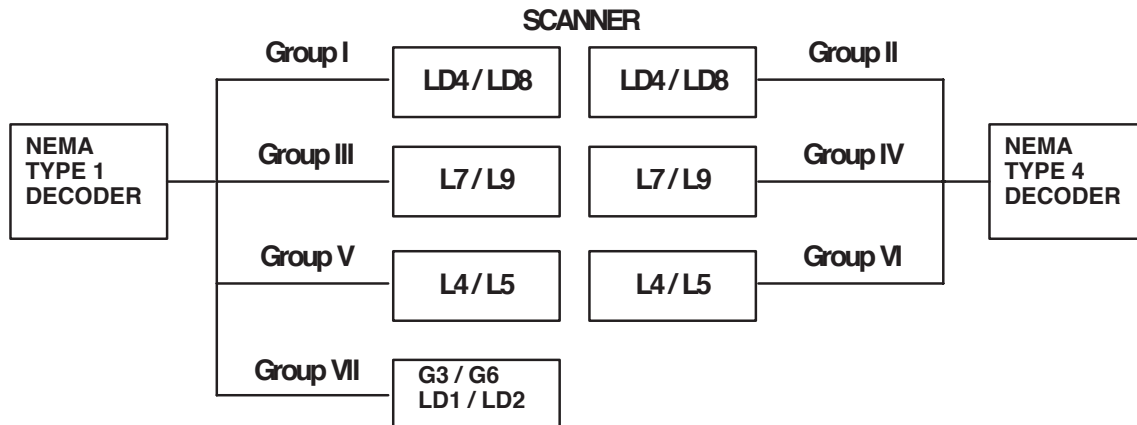 SCANNER
Group I
LD4 / LD8
LD4 / LD8
Group II
NEMA
TYPE 1
DECODER
Group III
L7 / L9
L7 / L9
Group IV
NEMA
TYPE 4
DECODER
Group V
L4 / L5
L4 / L5
Group VI
Group VII
G3 / G6
LD1 / LD2